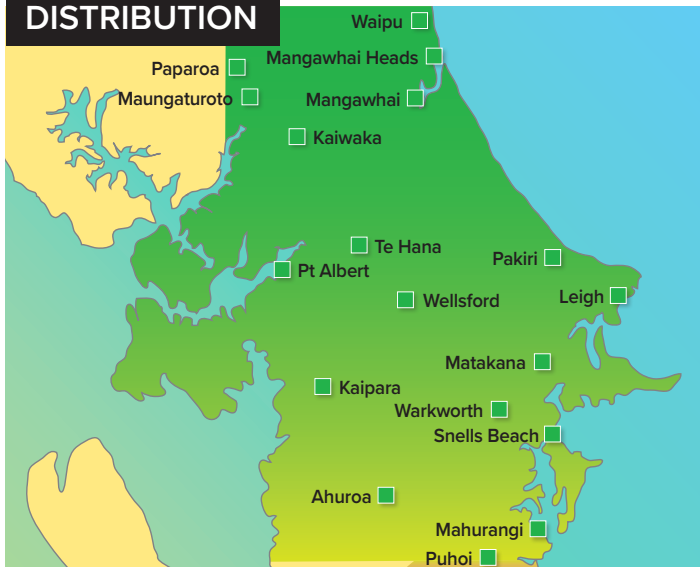 DISTRIBUTION
Waipu
Mangawhai Heads
Paparoa
Maungaturoto
Mangawhai
Kaiwaka
Te Hana
Pakiri
Pt Albert
Leigh
Wellsford
Matakana
Kaipara
Warkworth
Snells Beach
Ahuroa
Mahurangi
Puhoi